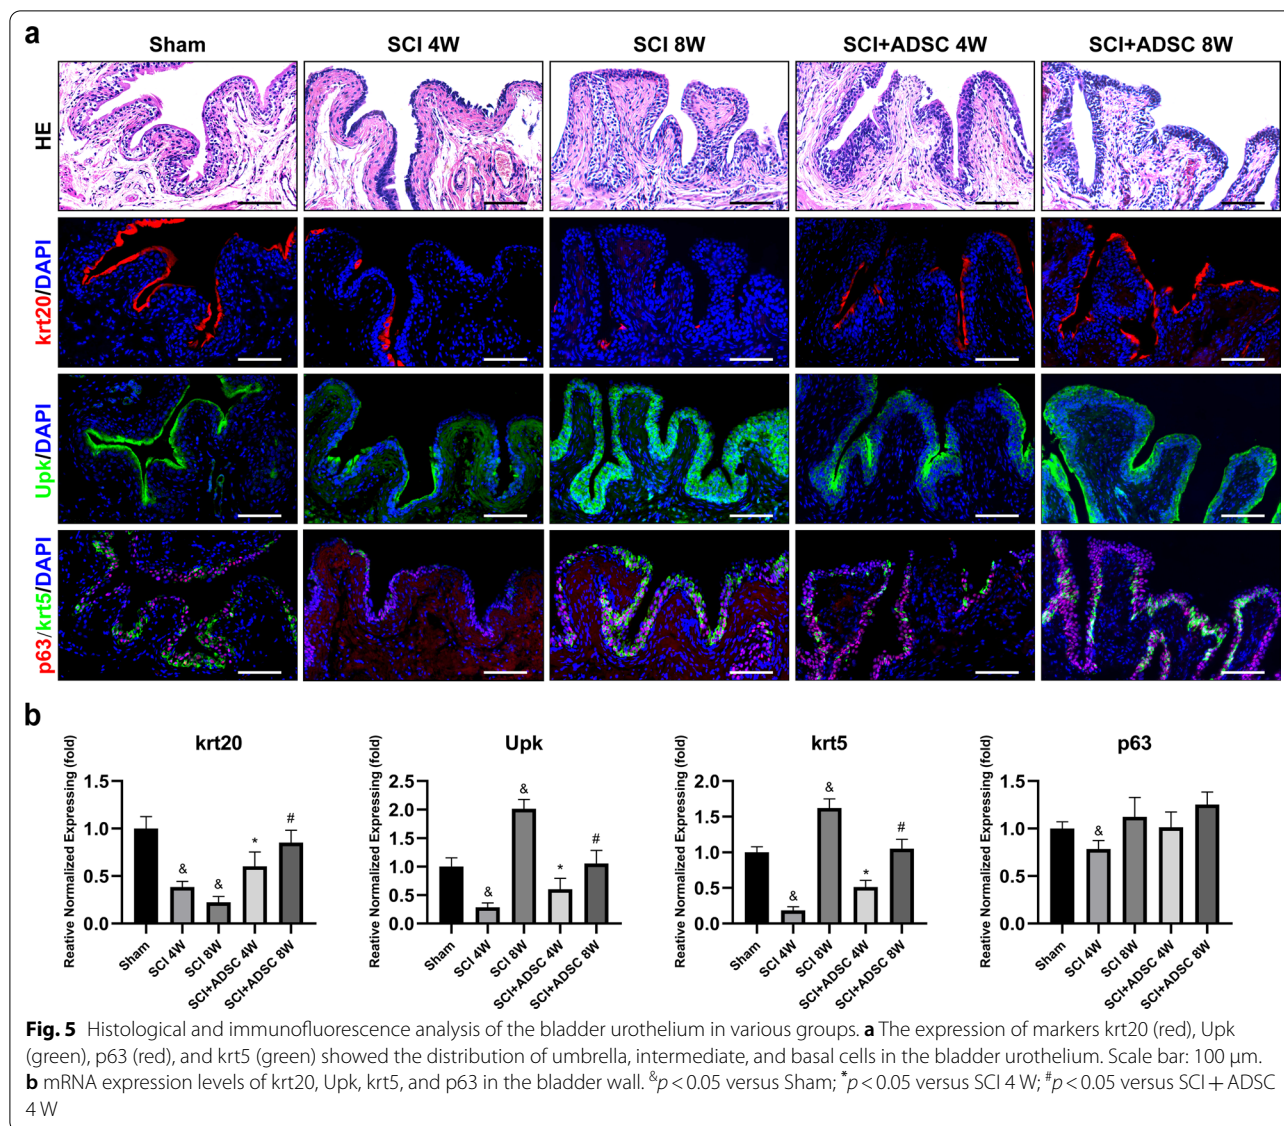 a
Sham SCI 4W SCI 8W SCI+ADSC 4W SCI+ADSC 8W
HE
krt20/DAPI
Upk/DAPI
p63/krt5/DAPI
b
krt20
Reative Normalized Expressing (fold)
1.5
1.0
0.5
0.0
& & * #
Sham SCI 4W SCI 8W SCI+ADSC 4W SCI+ADSC 8W
Upk
Reative Normalized Expressing (fold)
2.5
2.0
1.5
1.0
0.5
0.0
& & * #
Sham SCI 4W SCI 8W SCI+ADSC 4W SCI+ADSC 8W
krt5
Reative Normalized Expressing (fold)
2.0
1.5
1.0
0.5
0.0
& & * #
Sham SCI 4W SCI 8W SCI+ADSC 4W SCI+ADSC 8W
p63
Reative Normalized Expressing (fold)
1.5
1.0
0.5
0.0
&
Sham SCI 4W SCI 8W SCI+ADSC 4W SCI+ADSC 8W
Fig. 5 Histological and immunofluorescence analysis of the bladder urothelium in various groups. a The expression of markers krt20 (red), Upk
(green), p63 (red), and krt5 (green) showed the distribution of umbrella, intermediate, and basal cells in the bladder urothelium. Scale bar: 100 μm.
b mRNA expression levels of krt20, Upk, krt5, and p63 in the bladder wall. &p < 0.05 versus Sham; *p < 0.05 versus SCI 4 W; #p < 0.05 versus SCI + ADSC
4 W